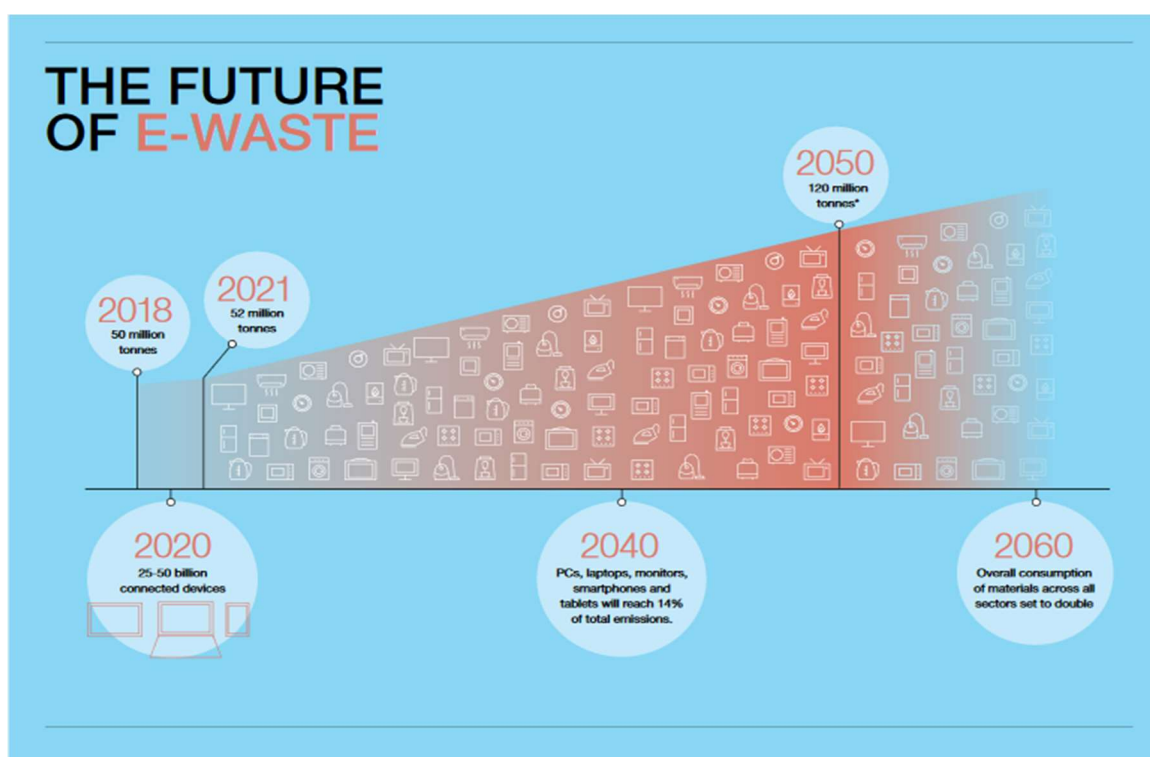 THE FUTURE
OF E-WASTE
2050
120 million
tonnes*
2021
52 million
tonnes
2018
50 million
tonnes
2020
25-50 billion
connected devices
2040
PCs, laptops, monitors,
smartphones and
tablets will reach 14%
of total emissions.
2060
Overall consumption
of materials across all
sectors set to double